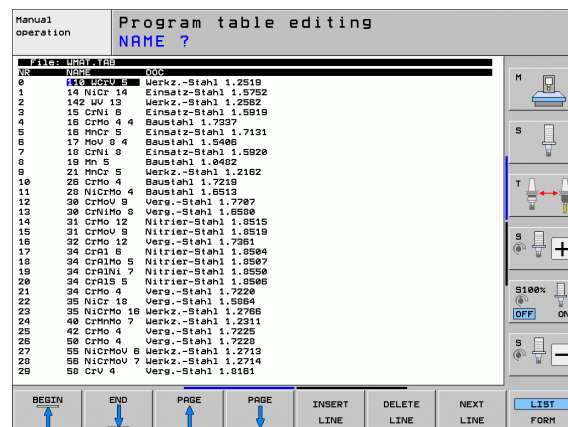 Manual
operation
Program table editing
NAME ?
File: WMAT.TAB
NR NAME DOC
0 110 WCrV 5 Werkz.-Stahl 1.2519
1 14 NiCr 14 Einsatz-Stahl 1.5752
2 142 WV 13 Werkz.-Stahl 1.2562
3 15 CrNi 6 Einsatz-Stahl 1.5919
4 16 CrMo 4 4 Baustahl 1.7337
5 16 MnCr 5 Einsatz-Stahl 1.7131
6 17 MoV 8 4 Baustahl 1.5406
7 18 CrNi 8 Einsatz-Stahl 1.5920
8 19 Mn 5 Baustahl 1.0482
9 21 MnCr 5 Werkz.-Stahl 1.2162
10 26 CrMo 4 Baustahl 1.7219
11 28 NiCrMo 4 Baustahl 1.6513
12 30 CrMoV 9 Verg.-Stahl 1.7707
13 30 CrNiMo 8 Verg.-Stahl 1.6580
14 31 CrMo 12 Nitrier-Stahl 1.8515
15 31 CrMoV 9 Nitrier-Stahl 1.8519
16 32 CrMo 12 Verg.-Stahl 1.7361
17 34 CrAl 6 Nitrier-Stahl 1.8504
18 34 CrAlMo 5 Nitrier-Stahl 1.8507
19 34 CrAlNi 7 Nitrier-Stahl 1.8550
20 34 CrAlS 5 Nitrier-Stahl 1.8506
21 34 CrMo 4 Verg.-Stahl 1.7220
22 35 NiCr 18 Verg.-Stahl 1.5864
23 35 NiCrMo 16 Werkz.-Stahl 1.2766
24 40 CrMnMo 7 Werkz.-Stahl 1.2311
25 42 CrMo 4 Verg.-Stahl 1.7225
26 50 CrMo 4 Verg.-Stahl 1.7228
27 55 NiCrMoV 6 Werkz.-Stahl 1.2713
28 56 NiCrMoV 7 Werkz.-Stahl 1.2714
29 58 CrV 4 Verg.-Stahl 1.8161
M
S
T
S +
S100%
OFF ON
S -
BEGIN
END
PAGE
PAGE
INSERT
LINE
DELETE
LINE
NEXT
LINE
LIST
FORM